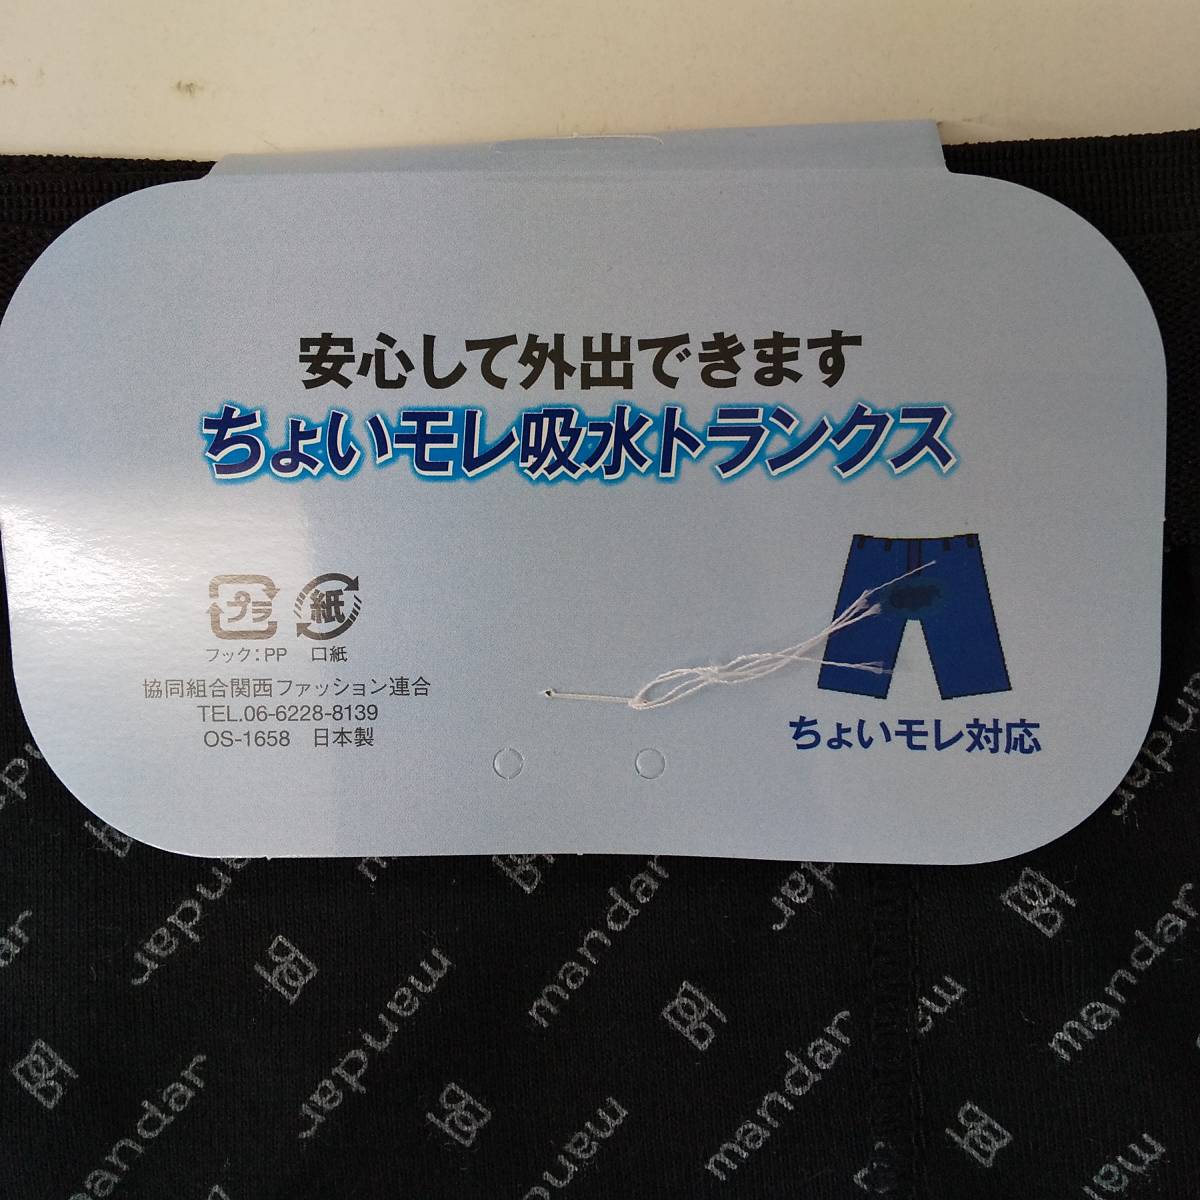 安心して外出できます
ちょいモレ吸水トランクス
プラ 紙
フック:PP 口紙
協同組合関西ファッション連合
TEL.06-6228-8139
OS-1658 日本製
ちょいモレ対応
mandar
mandar
mandar
mandar
mandar
mandar